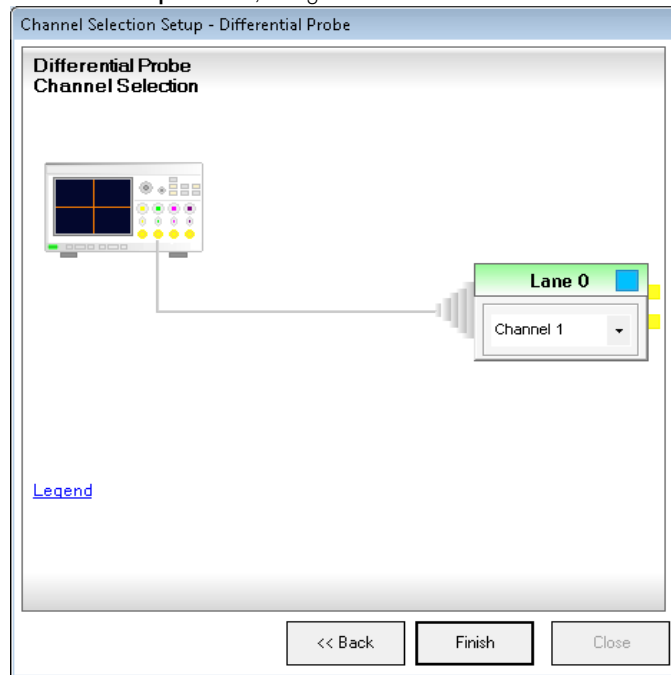 Channel Selection Setup - Differential Probe
Differential Probe
Channel Selection
Lane 0
Channel 1
Legend
<< Back
Finish
Close